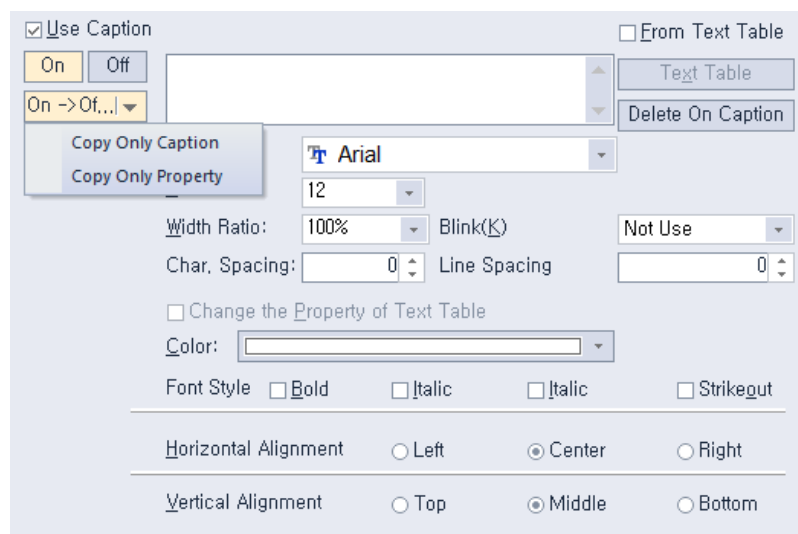 Use Caption
From Text Table
On Off
Text Table
On ->Of...
Delete On Caption
Copy Only Caption
Copy Only Property
Arial
12
Width Ratio: 100% Blink(K) Not Use
Char. Spacing: 0 Line Spacing 0
Change the Property of Text Table
Color:
Font Style Bold Italic Italic Strikeout
Horizontal Alignment Left Center Right
Vertical Alignment Top Middle Bottom